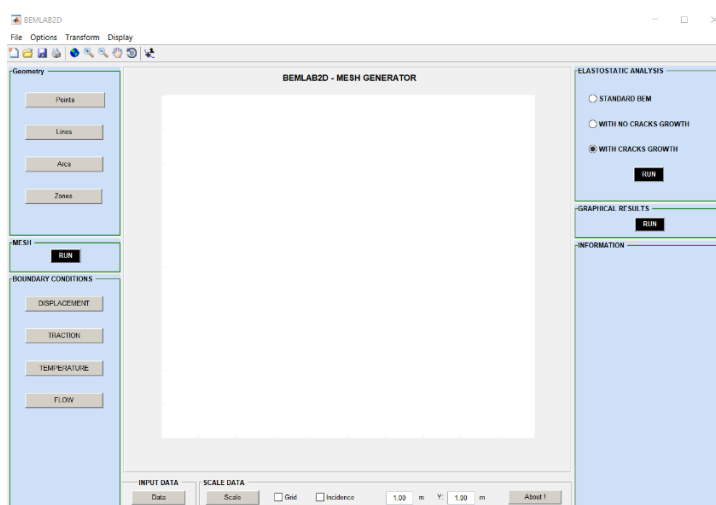 BEMLAB2D
File Options Transform Display
Geometry
Points
Lines
Arcs
Zones
MESH
RUN
BOUNDARY CONDITIONS
DISPLACEMENT
TRACTION
TEMPERATURE
FLOW
BEMLAB2D - MESH GENERATOR
INPUT DATA
Data
SCALE DATA
Scale Grid Incidence 1.00 m Y: 1.00 m About !
ELASTOSTATIC ANALYSIS
STANDARD BEM
WITH NO CRACKS GROWTH
WITH CRACKS GROWTH
RUN
GRAPHICAL RESULTS
RUN
INFORMATION